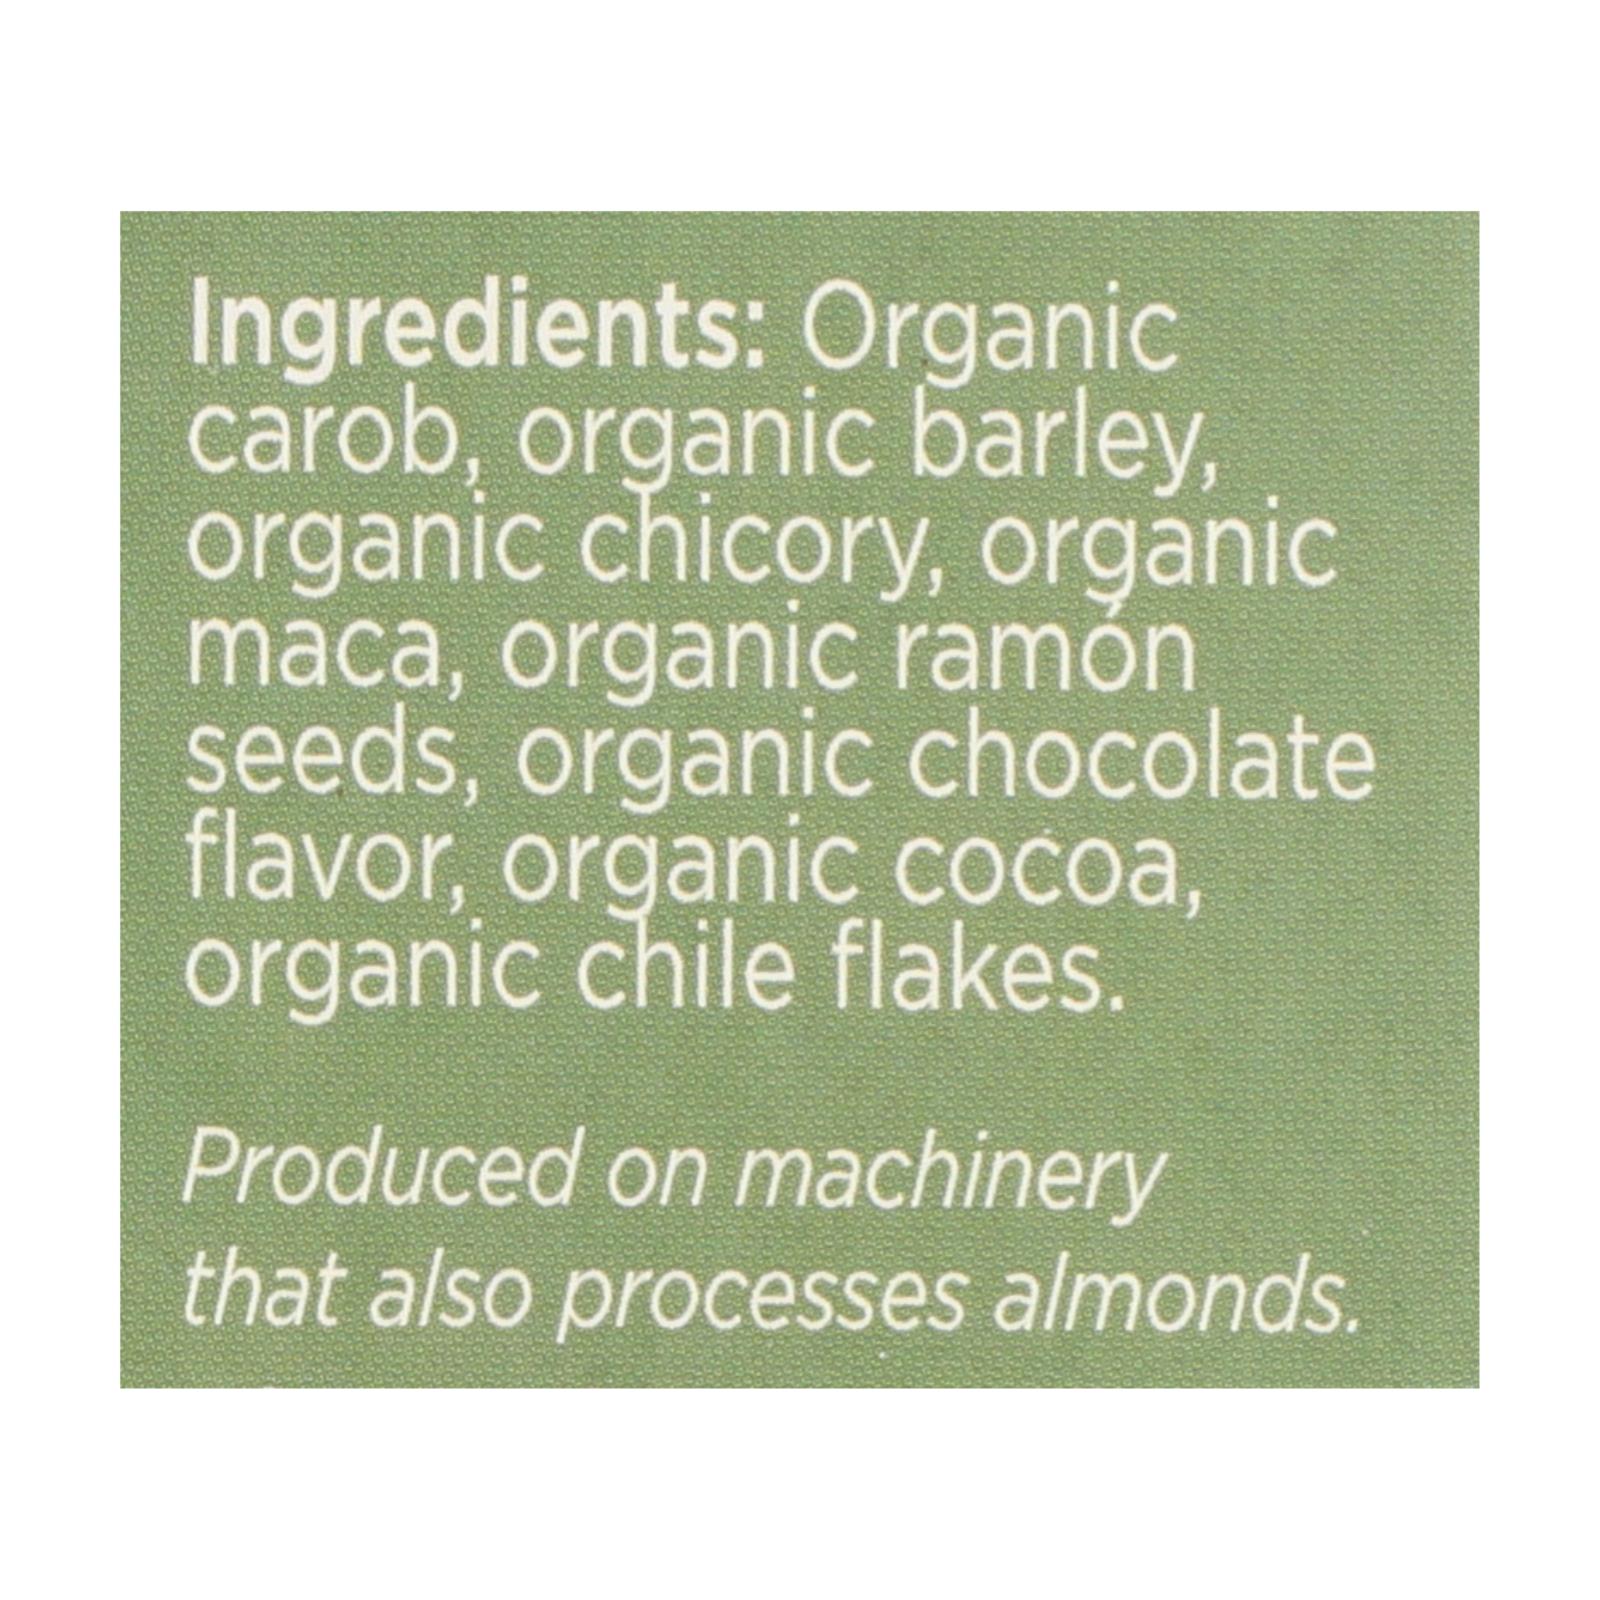 Ingredients: Organic
carob, organic barley,
organic chicory, organic
maca, organic ramón
seeds, organic chocolate
flavor, organic cocoa,
organic chile flakes.
Produced on machinery
that also processes almonds.